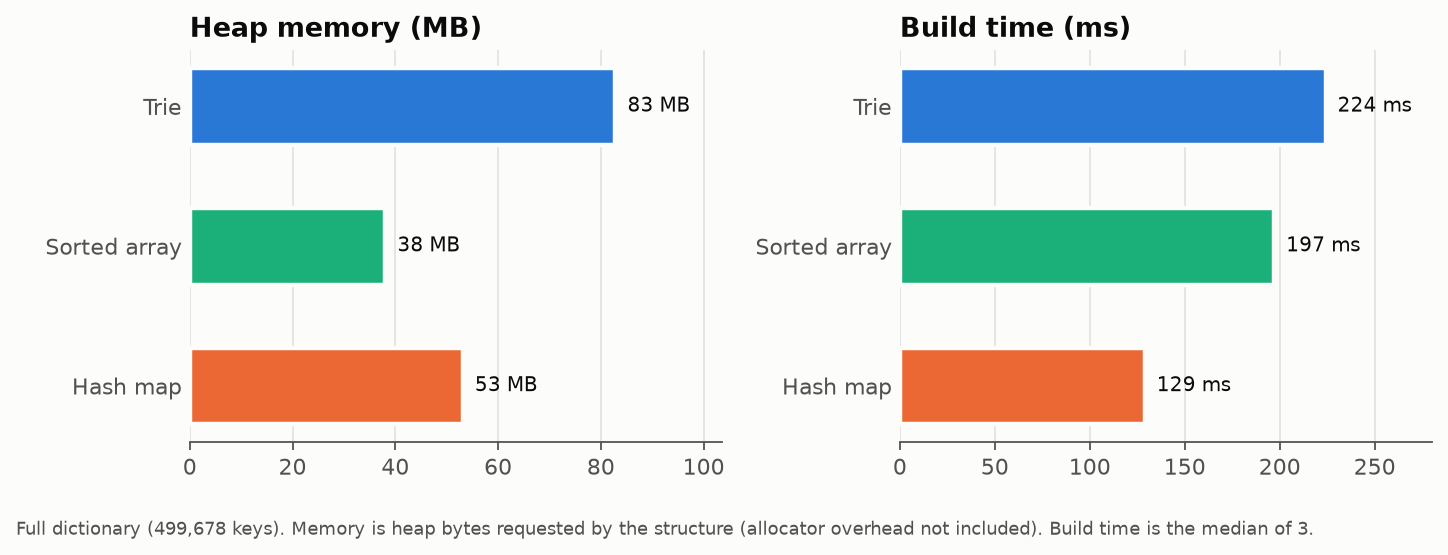 Heap memory (MB)
Trie
83 MB
Sorted array
38 MB
Hash map
53 MB
0 20 40 60 80 100
Build time (ms)
Trie
224 ms
Sorted array
197 ms
Hash map
129 ms
0 50 100 150 200 250
Full dictionary (499,678 keys). Memory is heap bytes requested by the structure (allocator overhead not included). Build time is the median of 3.